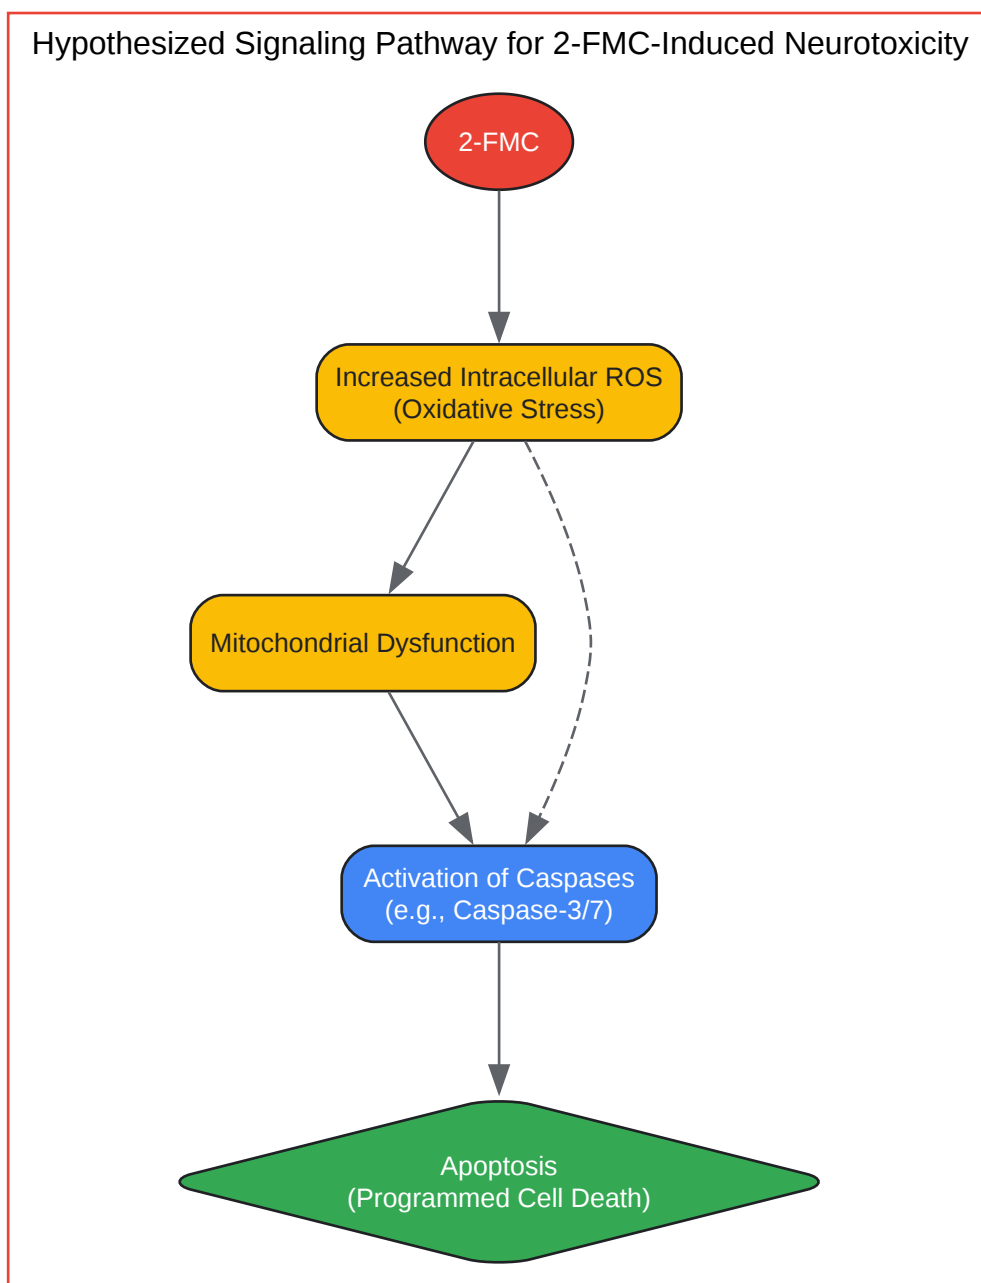 Hypothesized Signaling Pathway for 2-FMC-Induced Neurotoxicity
2-FMC
Increased Intracellular ROS
(Oxidative Stress)
Mitochondrial Dysfunction
Activation of Caspases
(e.g., Caspase-3/7)
Apoptosis
(Programmed Cell Death)